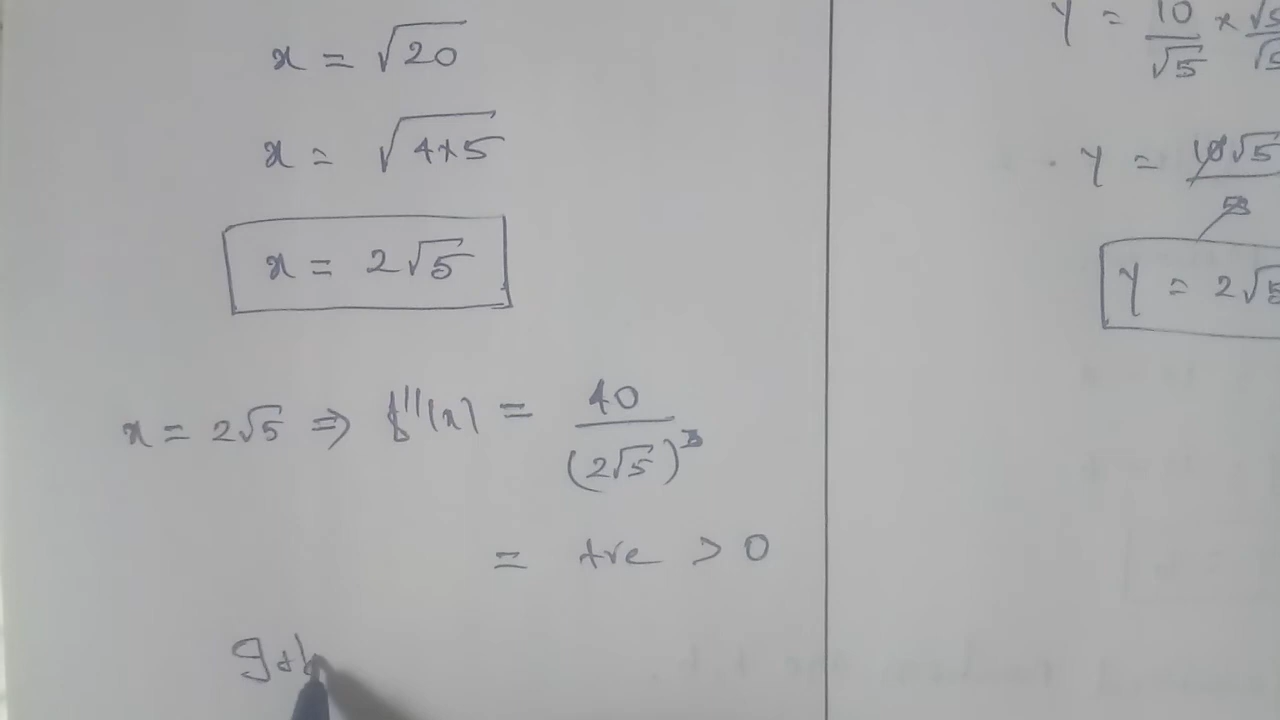 x = √20
x = √4×5
x = 2√5
x = 2√5 ⇒ f''(x) = 40/(2√5)³
= +ve > 0
Y = 10/√5 × √5/√5
Y = 10√5/5
Y = 2√5